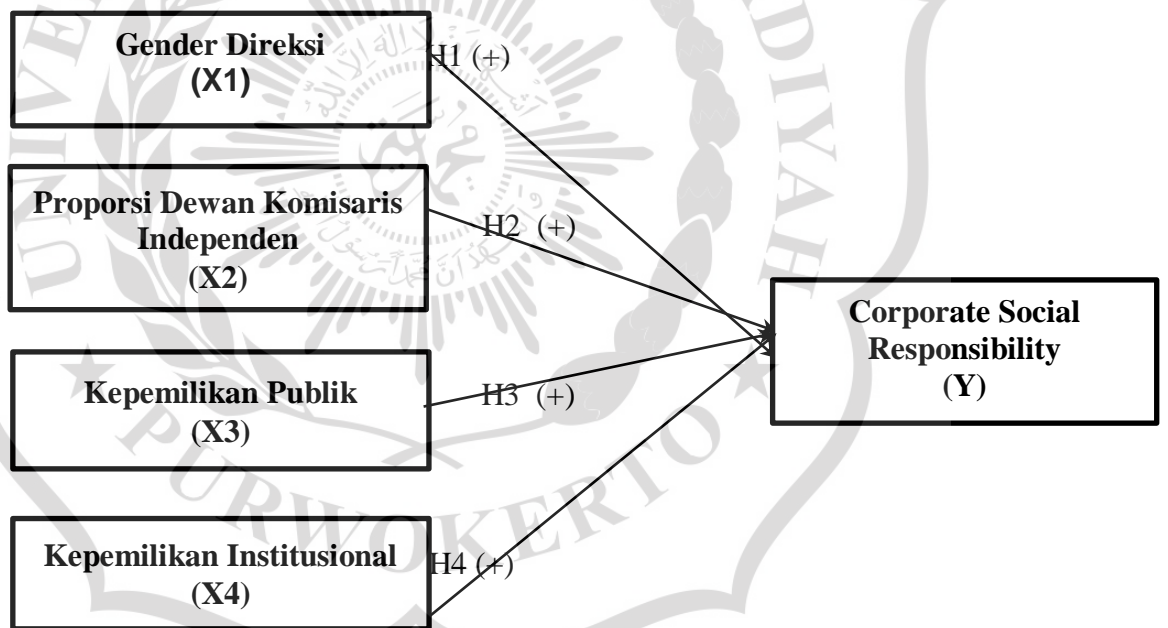 Gender Direksi
(X1)
H1 (+)
Proporsi Dewan Komisaris
Independen
(X2)
H2 (+)
Corporate Social
Responsibility
(Y)
Kepemilikan Publik
(X3)
H3 (+)
Kepemilikan Institusional
(X4)
H4 (+)
PURWOKERTO